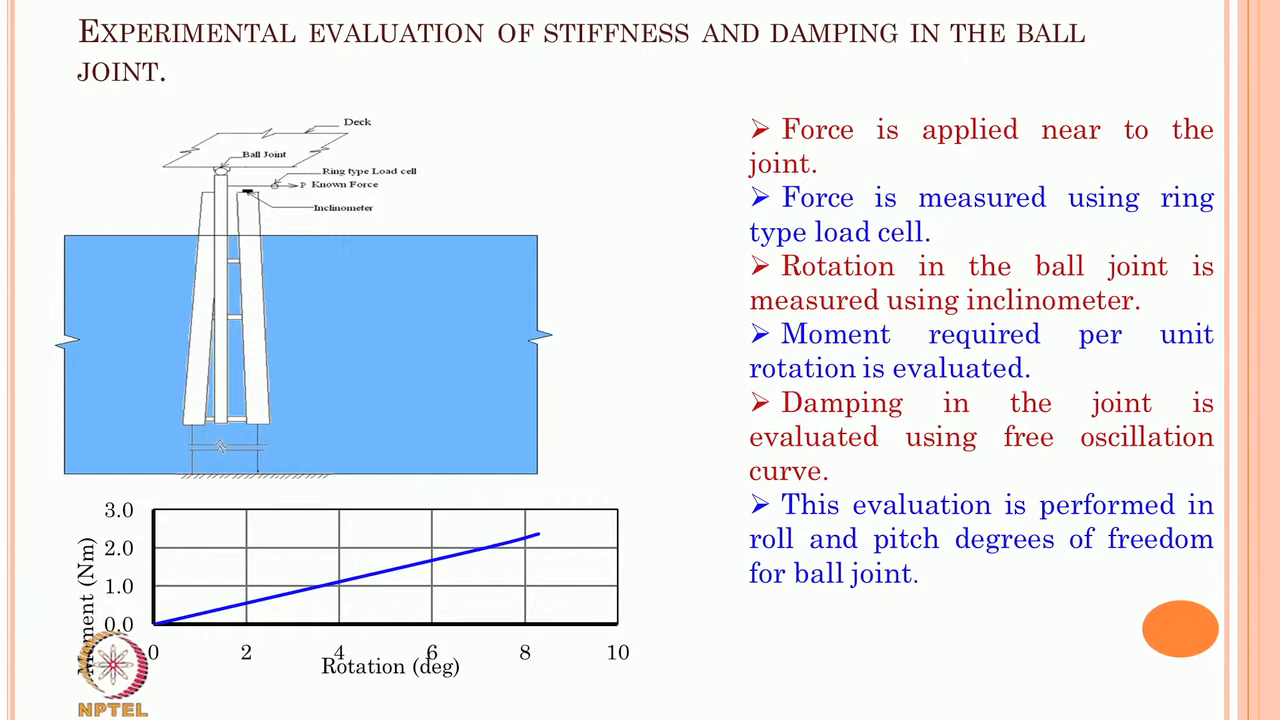 EXPERIMENTAL EVALUATION OF STIFFNESS AND DAMPING IN THE BALL
JOINT.
Deck
Ball Joint
Ring type Load cell
P Known Force
Inclinometer
➢ Force is applied near to the
joint.
➢ Force is measured using ring
type load cell.
➢ Rotation in the ball joint is
measured using inclinometer.
➢ Moment required per unit
rotation is evaluated.
➢ Damping in the joint is
evaluated using free oscillation
curve.
➢ This evaluation is performed in
roll and pitch degrees of freedom
for ball joint.
Moment (Nm)
3.0
2.0
1.0
0.0
0 2 4 6 8 10
Rotation (deg)
NPTEL